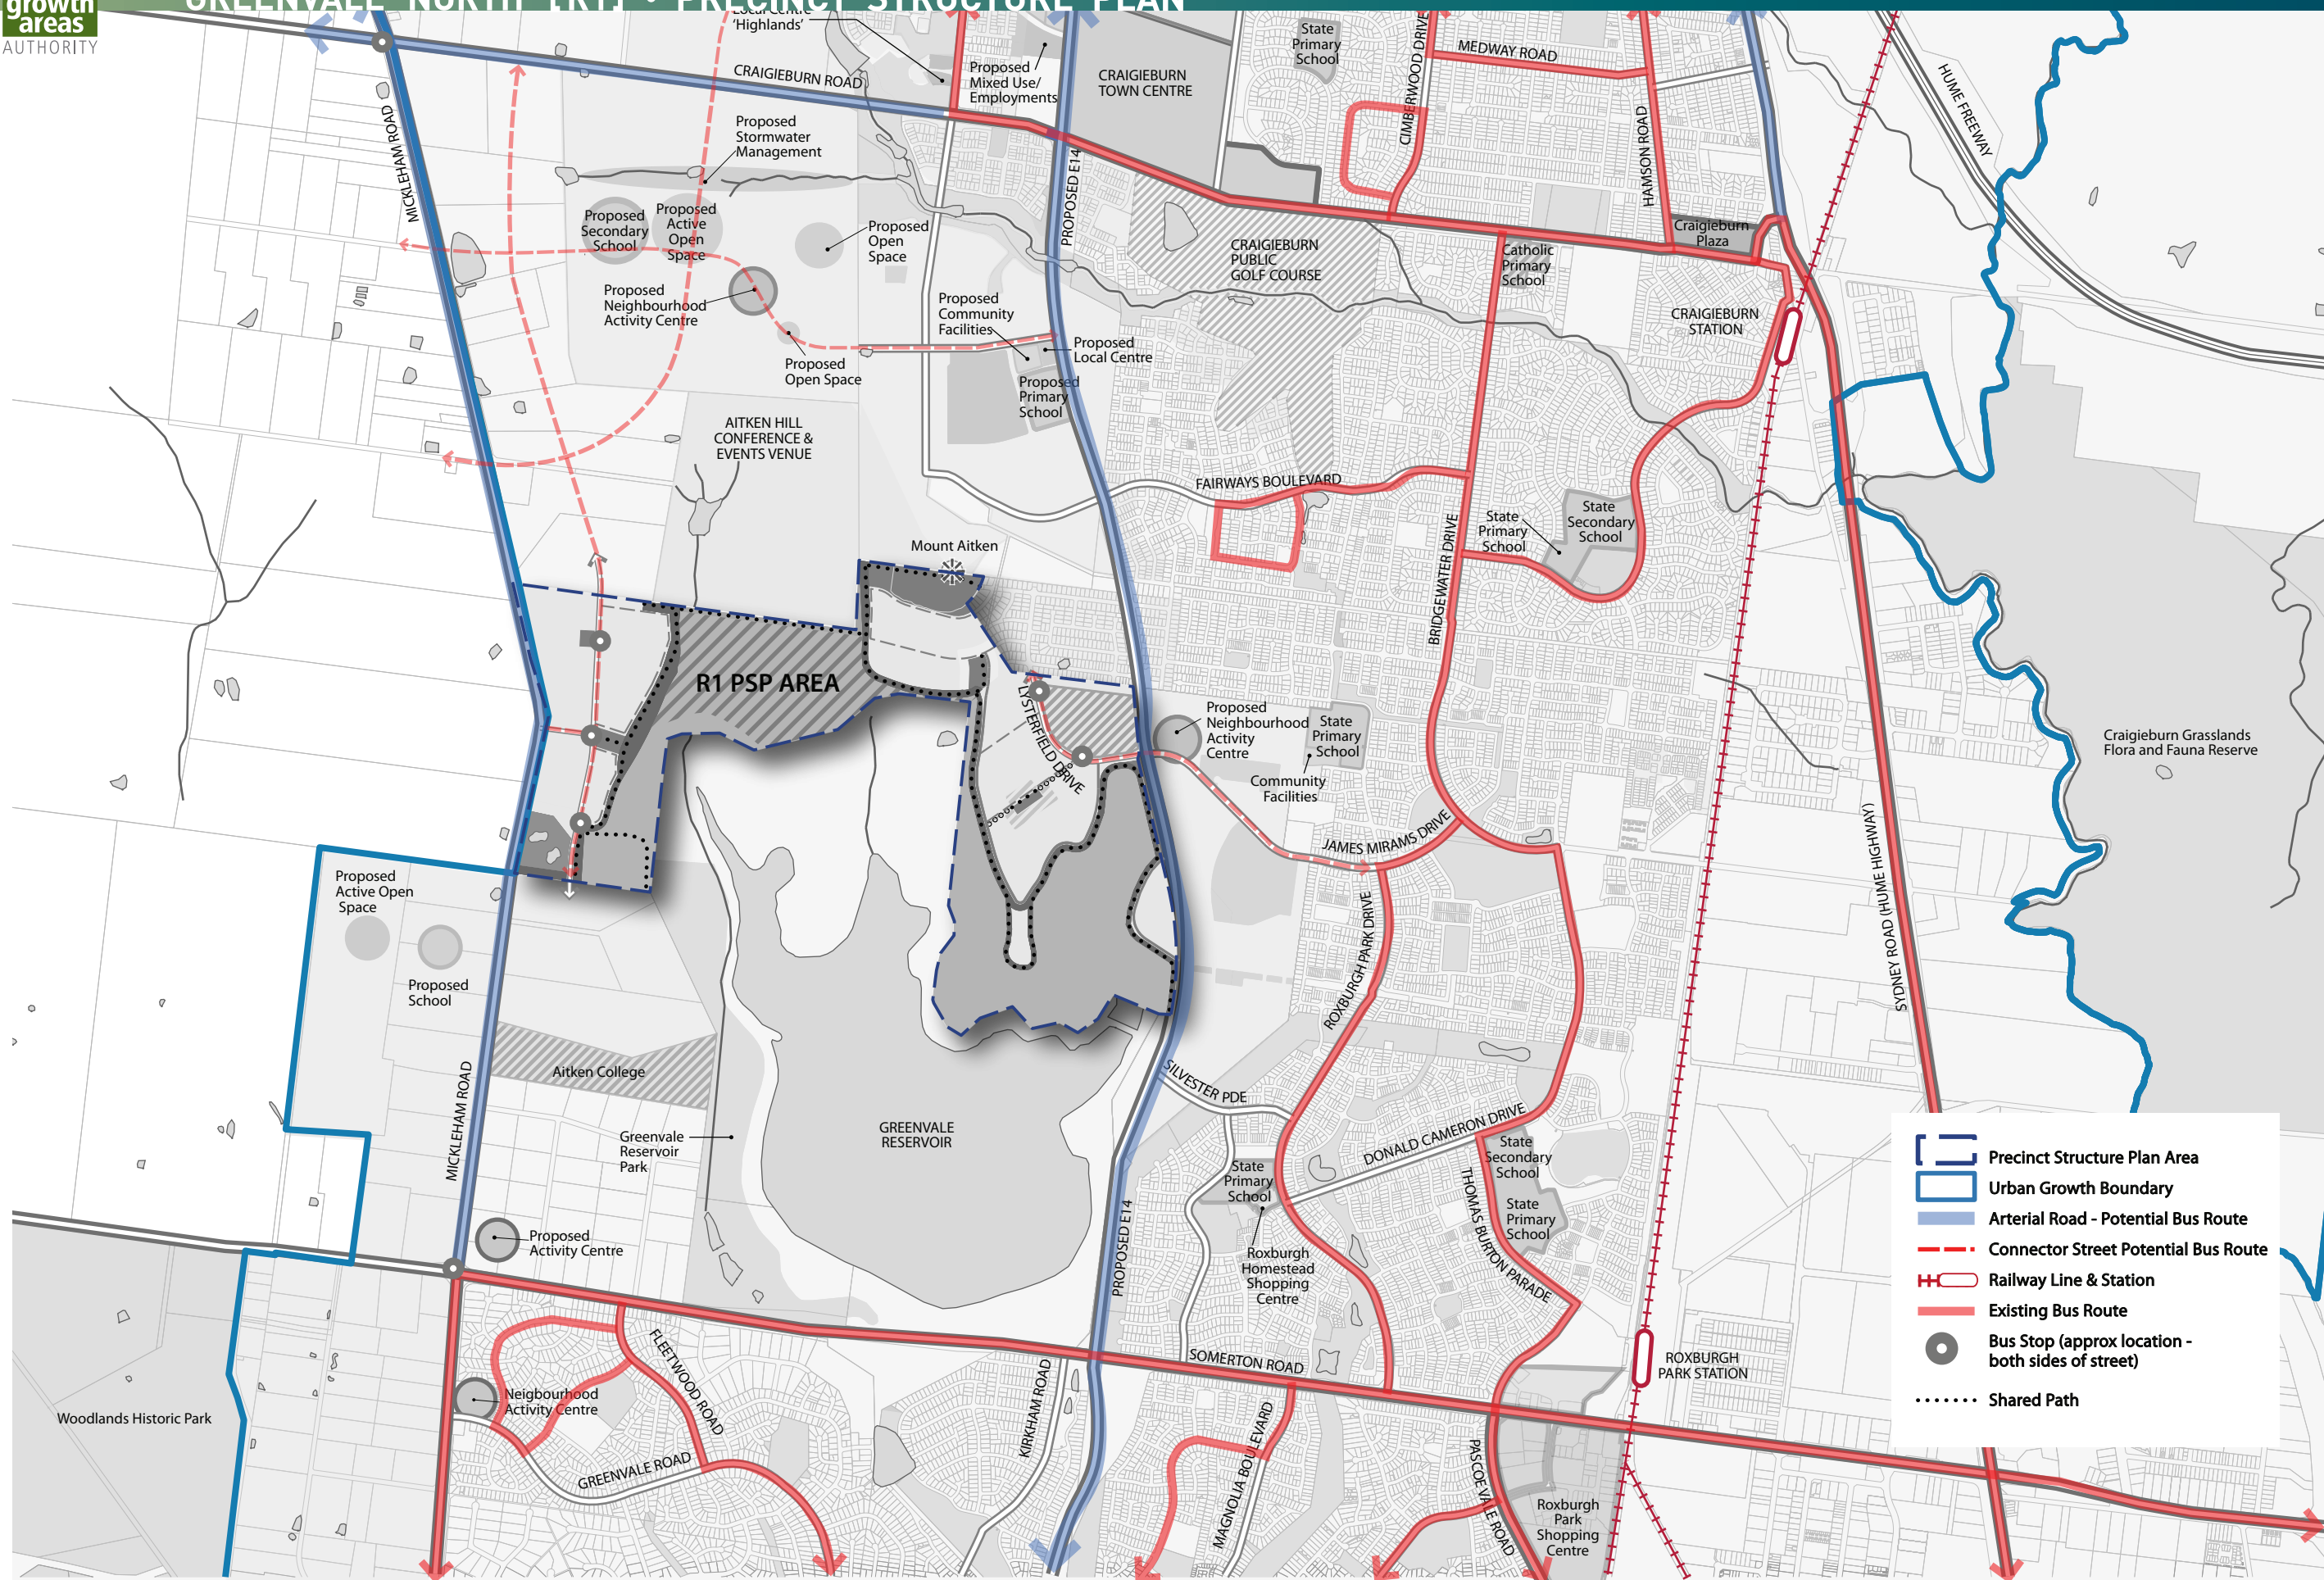 growth
areas
AUTHORITY
GREENVALE NORTH [R1] • PRECINCT STRUCTURE PLAN
Local Centre
'Highlands'
Proposed
Mixed Use/
Employments
CRAIGIEBURN
TOWN CENTRE
State
Primary
School
CIMBERWOOD DRIVE
MEDWAY ROAD
HAMSON ROAD
HUME FREEWAY
CRAIGIEBURN ROAD
MICKLEHAM ROAD
Proposed
Stormwater
Management
PROPOSED E14
Proposed
Secondary
School
Proposed
Active
Open
Space
Proposed
Open
Space
CRAIGIEBURN
PUBLIC
GOLF COURSE
Catholic
Primary
School
Craigieburn
Plaza
Proposed
Neighbourhood
Activity Centre
Proposed
Community
Facilities
Proposed
Local Centre
Proposed
Open Space
Proposed
Primary
School
CRAIGIEBURN
STATION
AITKEN HILL
CONFERENCE &
EVENTS VENUE
FAIRWAYS BOULEVARD
State
Primary
School
State
Secondary
School
BRIDGEWATER DRIVE
Mount Aitken
R1 PSP AREA
LYSTERFIELD DRIVE
Proposed
Neighbourhood
Activity
Centre
State
Primary
School
Community
Facilities
Craigieburn Grasslands
Flora and Fauna Reserve
JAMES MIRAMS DRIVE
SYDNEY ROAD (HUME HIGHWAY)
Proposed
Active Open
Space
Proposed
School
ROXBURGH PARK DRIVE
Aitken College
MICKLEHAM ROAD
Greenvale
Reservoir
Park
GREENVALE
RESERVOIR
SILVESTER PDE
DONALD CAMERON DRIVE
State
Primary
School
State
Secondary
School
State
Primary
School
THOMAS BURTON PARADE
Roxburgh
Homestead
Shopping
Centre
PROPOSED E14
Proposed
Activity Centre
Precinct Structure Plan Area
Urban Growth Boundary
Arterial Road - Potential Bus Route
Connector Street Potential Bus Route
Railway Line & Station
Existing Bus Route
Bus Stop (approx location -
both sides of street)
Shared Path
SOMERTON ROAD
ROXBURGH
PARK STATION
FLEETWOOD ROAD
Neigbourhood
Activity Centre
Woodlands Historic Park
GREENVALE ROAD
KIRKHAM ROAD
MAGNOLIA BOULEVARD
PASCOE VALE ROAD
Roxburgh
Park
Shopping
Centre